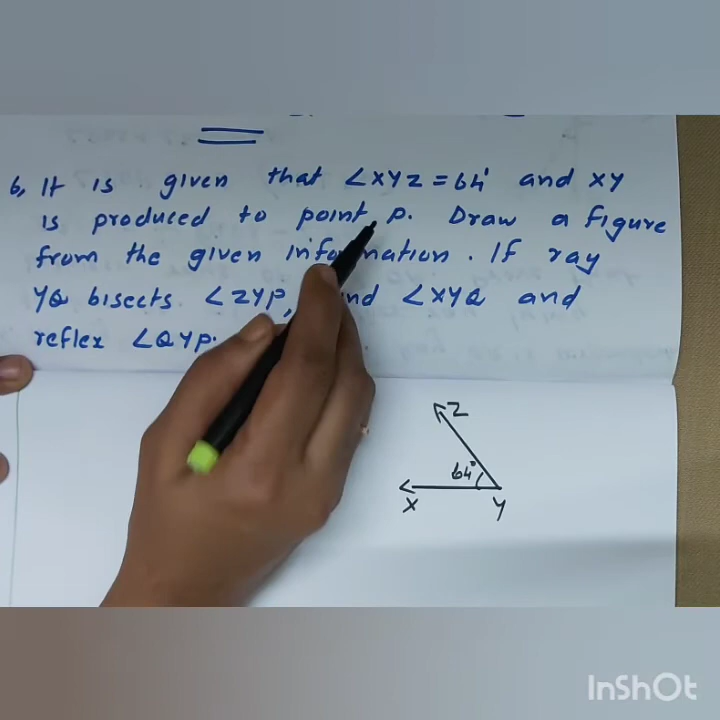 6, It is given that ∠XYZ = 64° and XY
is produced to point P. Draw a figure
from the given information. If ray
YQ bisects ∠ZYP, find ∠XYQ and
reflex ∠QYP.
Z
64°
X Y
InShOt